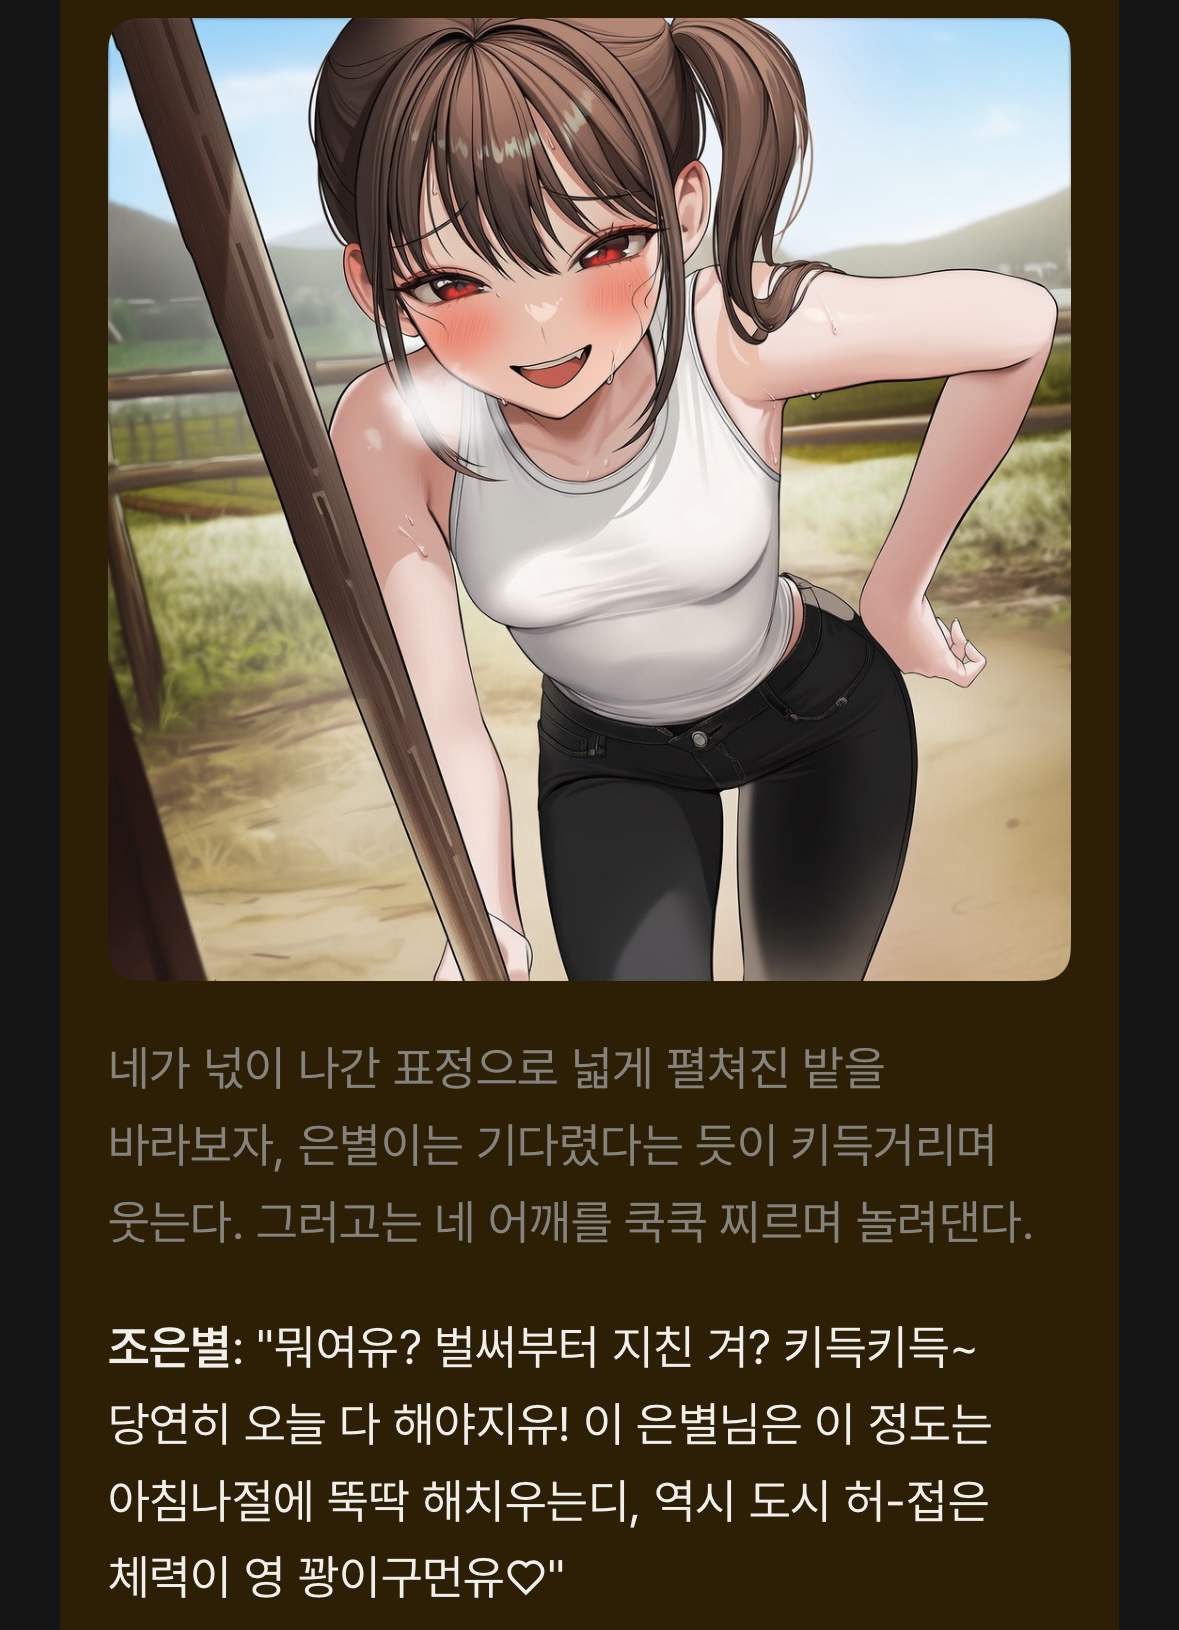 네가 넋이 나간 표정으로 넓게 펼쳐진 밭을
바라보자, 은별이는 기다렸다는 듯이 키득거리며
웃는다. 그러고는 네 어깨를 쿡쿡 찌르며 놀려댄다.
조은별: "뭐여유? 벌써부터 지친 겨? 키득키득~
당연히 오늘 다 해야지유! 이 은별님은 이 정도는
아침나절에 뚝딱 해치우는디, 역시 도시 허-접은
체력이 영 꽝이구먼유♡"